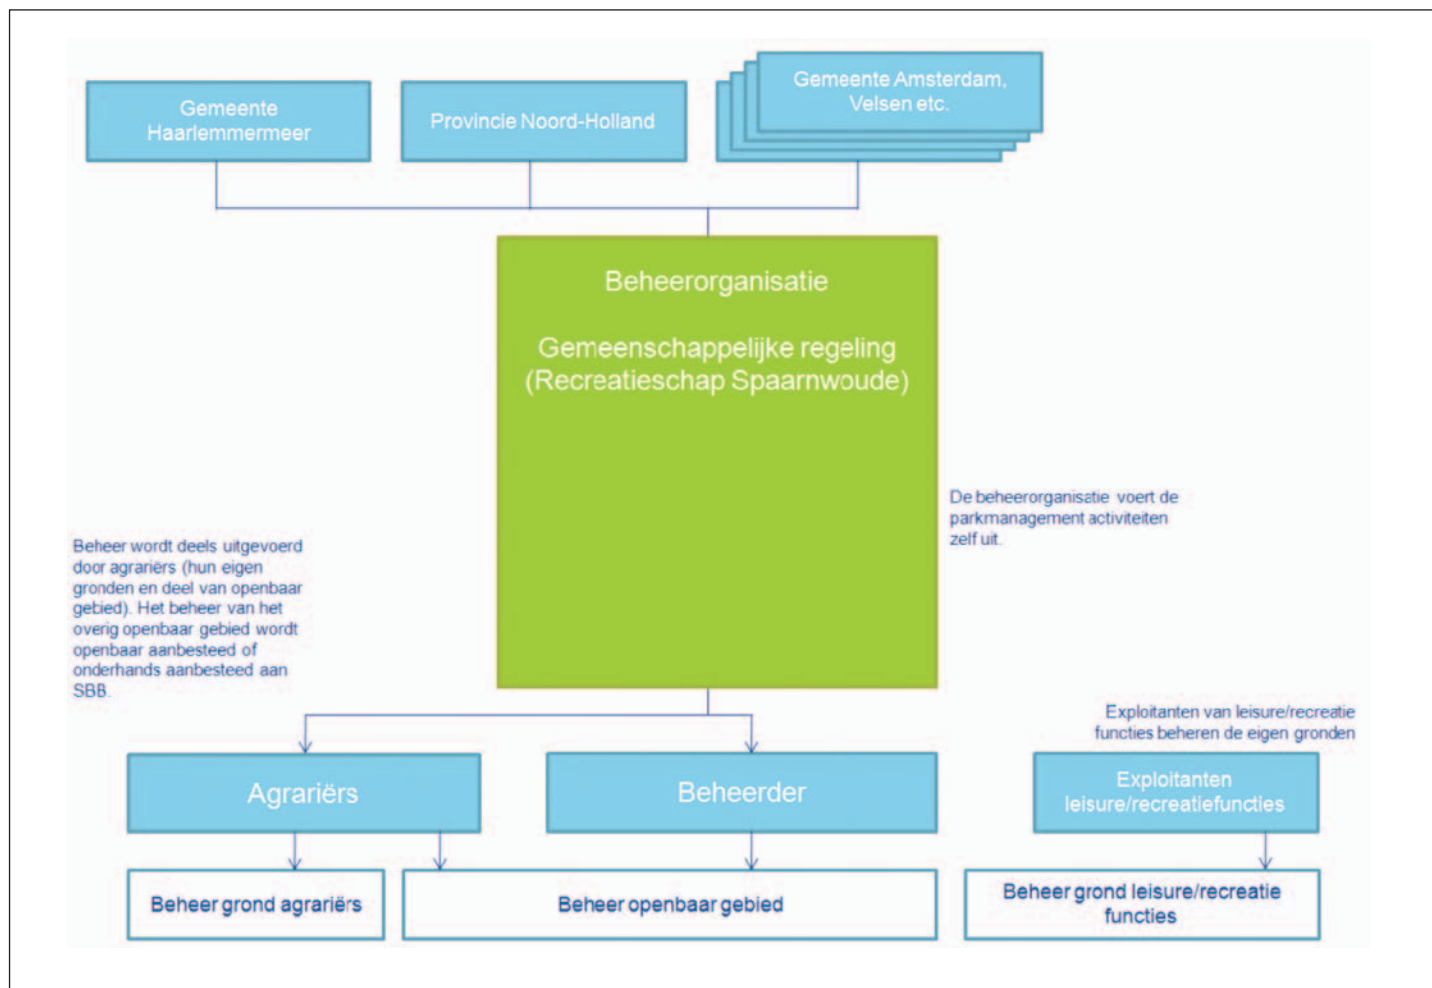 Gemeente
Haarlemmermeer
Provincie Noord-Holland
Gemeente Amsterdam,
Velsen etc.
Beheerorganisatie
Gemeenschappelijke regeling
(Recreatieschap Spaarnwoude)
De beheerorganisatie voert de
parkmanagement activiteiten
zelf uit.
Beheer wordt deels uitgevoerd
door agrariërs (hun eigen
gronden en deel van openbaar
gebied). Het beheer van het
overig openbaar gebied wordt
openbaar aanbesteed of
onderhands aanbesteed aan
SBB.
Exploitanten van leisure/recreatie
functies beheren de eigen gronden
Agrariërs
Beheerder
Exploitanten
leisure/recreatiefuncties
Beheer grond agrariërs
Beheer openbaar gebied
Beheer grond leisure/recreatie
functies